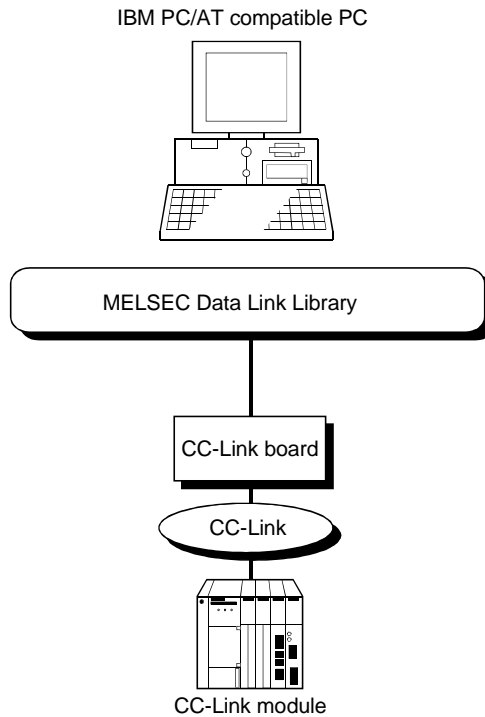 IBM PC/AT compatible PC
MELSEC Data Link Library
CC-Link board
CC-Link
CC-Link module